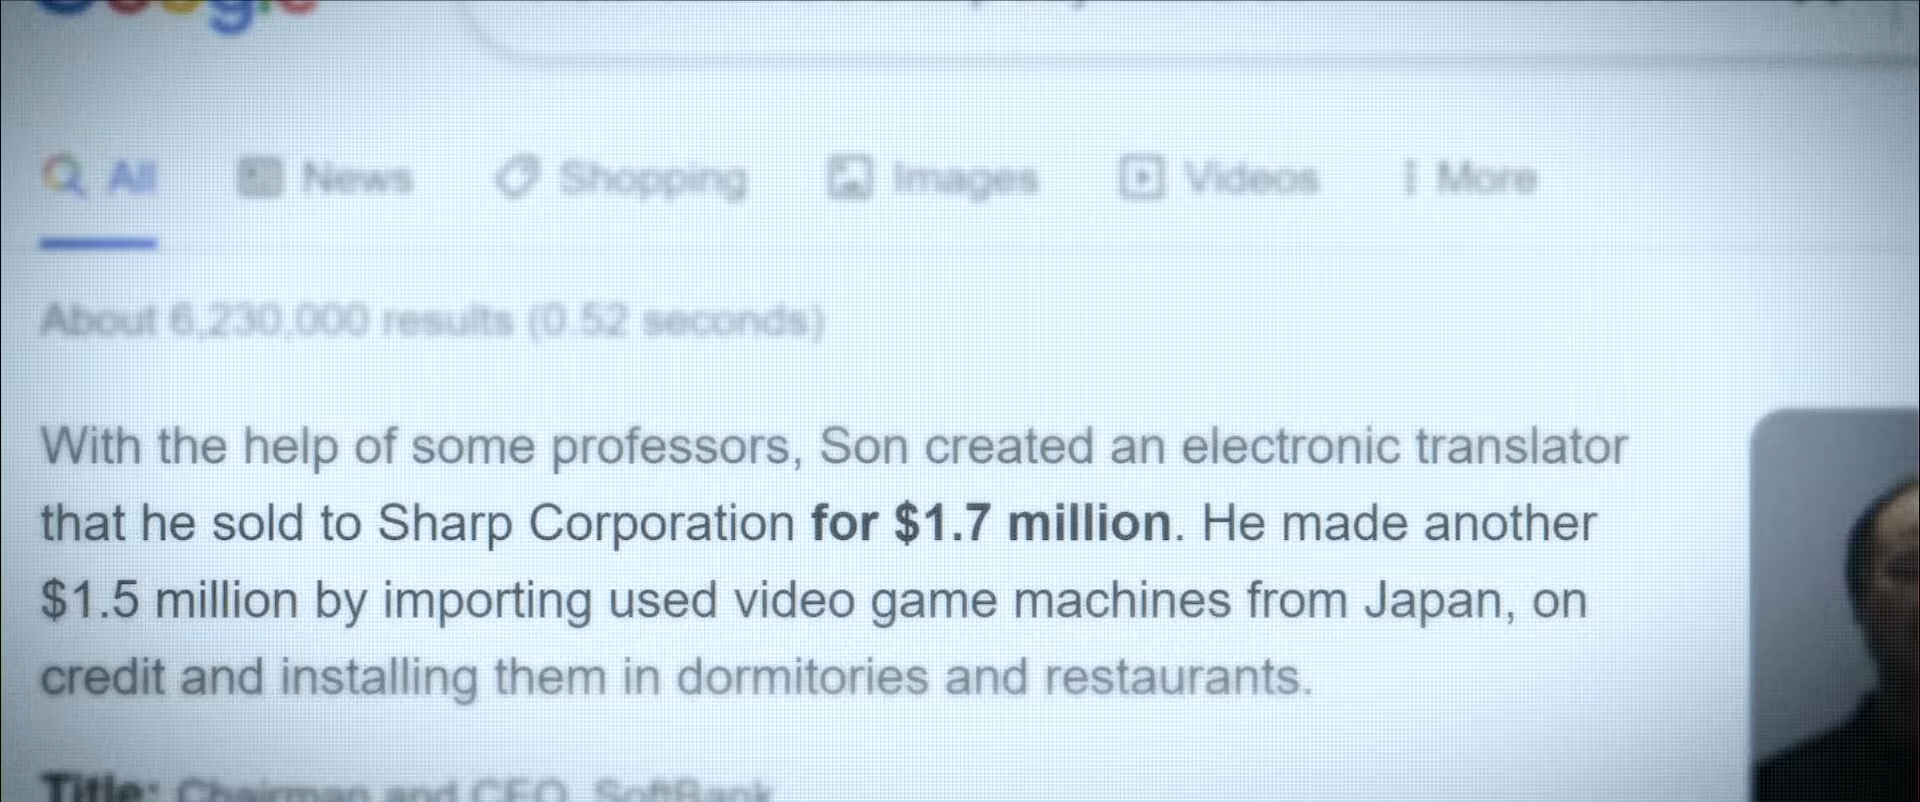 Google
All News Shopping Images Videos More
About 6,230,000 results (0.52 seconds)
With the help of some professors, Son created an electronic translator
that he sold to Sharp Corporation for $1.7 million. He made another
$1.5 million by importing used video game machines from Japan, on
credit and installing them in dormitories and restaurants.
Title: Chairman and CEO, SoftBank